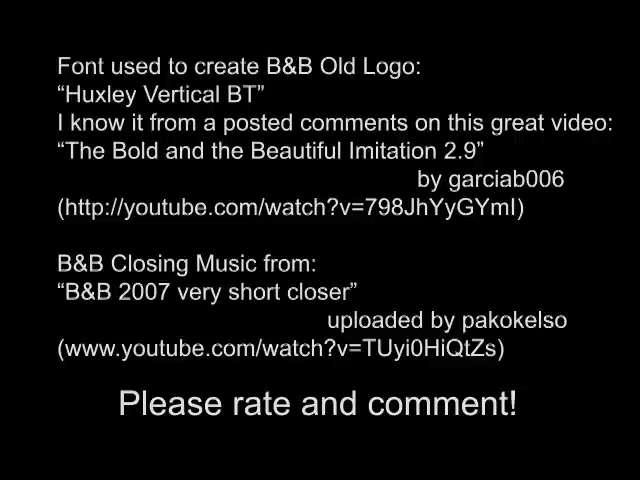 Font used to create B&B Old Logo:
“Huxley Vertical BT”
I know it from a posted comments on this great video:
“The Bold and the Beautiful Imitation 2.9”
by garciab006
(http://youtube.com/watch?v=798JhYyGYmI)
B&B Closing Music from:
“B&B 2007 very short closer”
uploaded by pakokelso
(www.youtube.com/watch?v=TUyi0HiQtZs)
Please rate and comment!